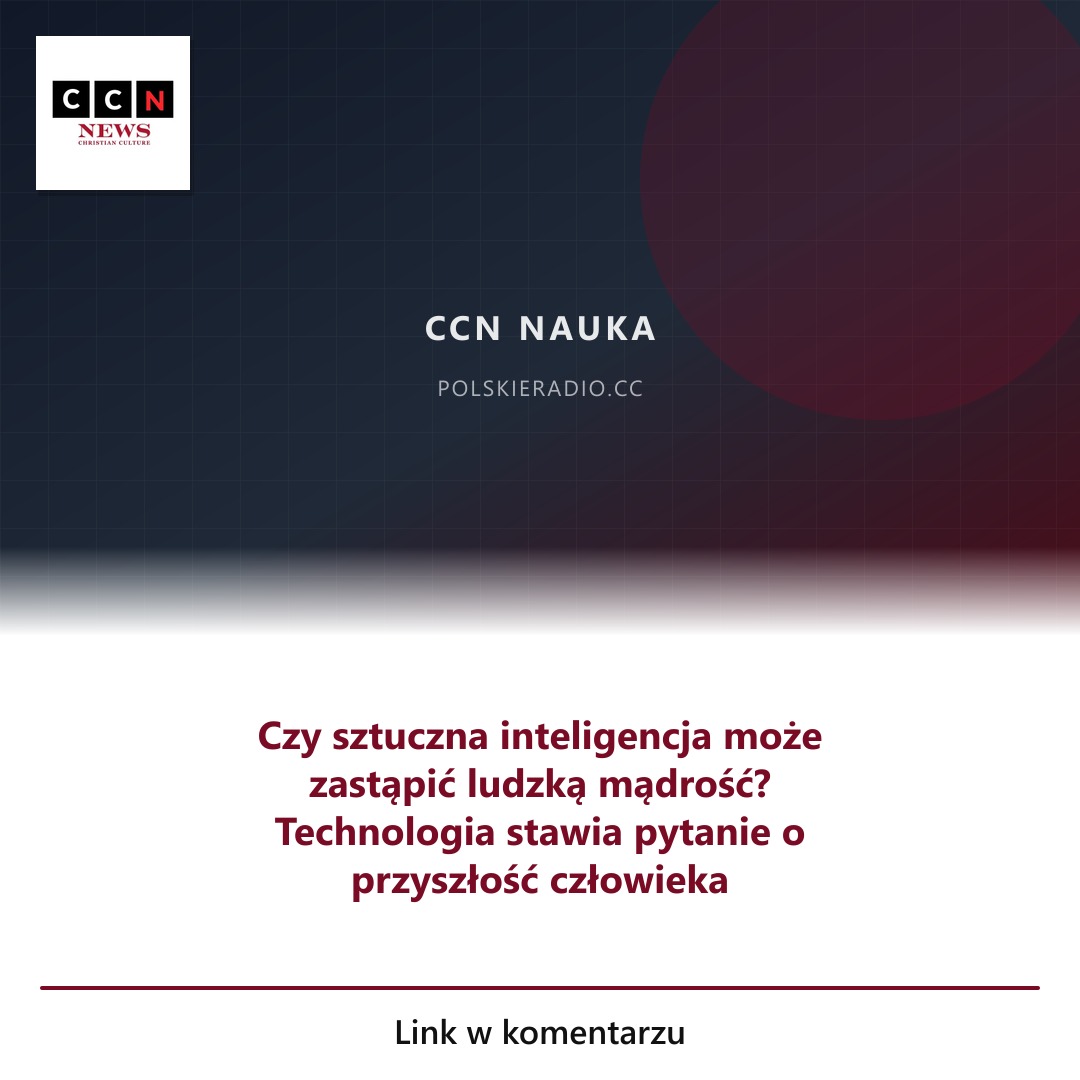 CCN
NEWS
CHRISTIAN CULTURE
CCN NAUKA
POLSKIERADIO.CC
Czy sztuczna inteligencja może
zastąpić ludzką mądrość?
Technologia stawia pytanie o
przyszłość człowieka
Link w komentarzu